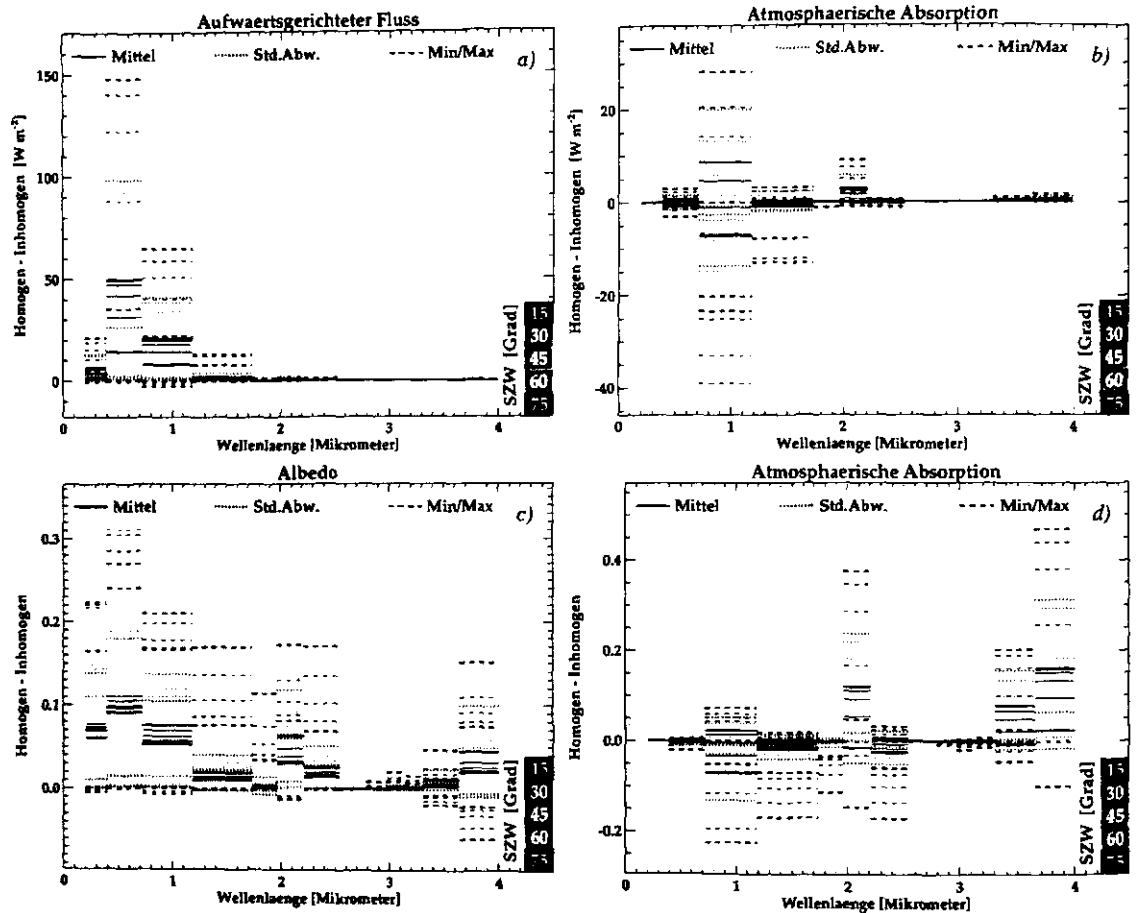 Aufwaertsgerichteter Fluss
Mittel Std.Abw. Min/Max a)
150
100
50
0
Homogen - Inhomogen [W m⁻²]
SZW [Grad]
15
30
45
60
75
0 1 2 3 4
Wellenlaenge [Mikrometer]
Atmosphaerische Absorption
Mittel Std.Abw. Min/Max b)
20
0
-20
-40
Homogen - Inhomogen [W m⁻²]
SZW [Grad]
15
30
45
60
75
0 1 2 3 4
Wellenlaenge [Mikrometer]
Albedo
Mittel Std.Abw. Min/Max c)
0.3
0.2
0.1
0.0
Homogen - Inhomogen
SZW [Grad]
15
30
45
60
75
0 1 2 3 4
Wellenlaenge [Mikrometer]
Atmosphaerische Absorption
Mittel Std.Abw. Min/Max d)
0.4
0.2
0.0
-0.2
Homogen - Inhomogen
SZW [Grad]
15
30
45
60
75
0 1 2 3 4
Wellenlaenge [Mikrometer]